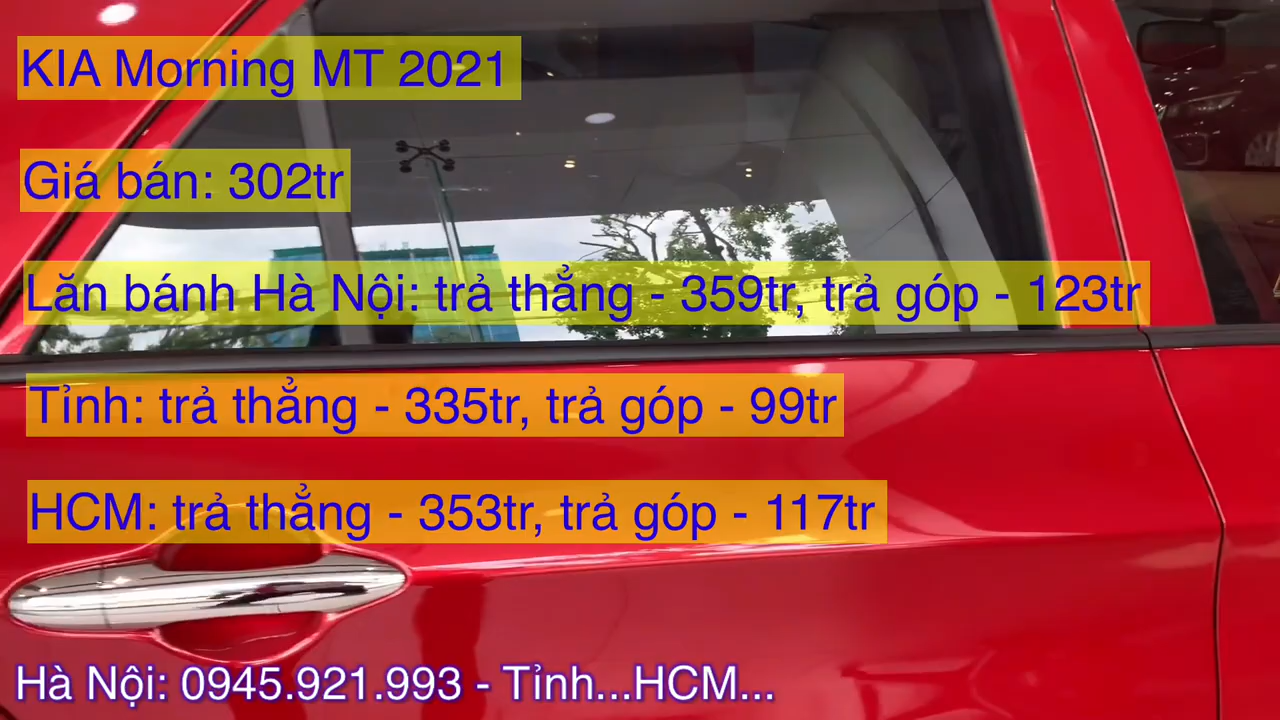 KIA Morning MT 2021
Giá bán: 302tr
Lăn bánh Hà Nội: trả thẳng - 359tr, trả góp - 123tr
Tỉnh: trả thẳng - 335tr, trả góp - 99tr
HCM: trả thẳng - 353tr, trả góp - 117tr
Hà Nội: 0945.921.993 - Tỉnh...HCM...